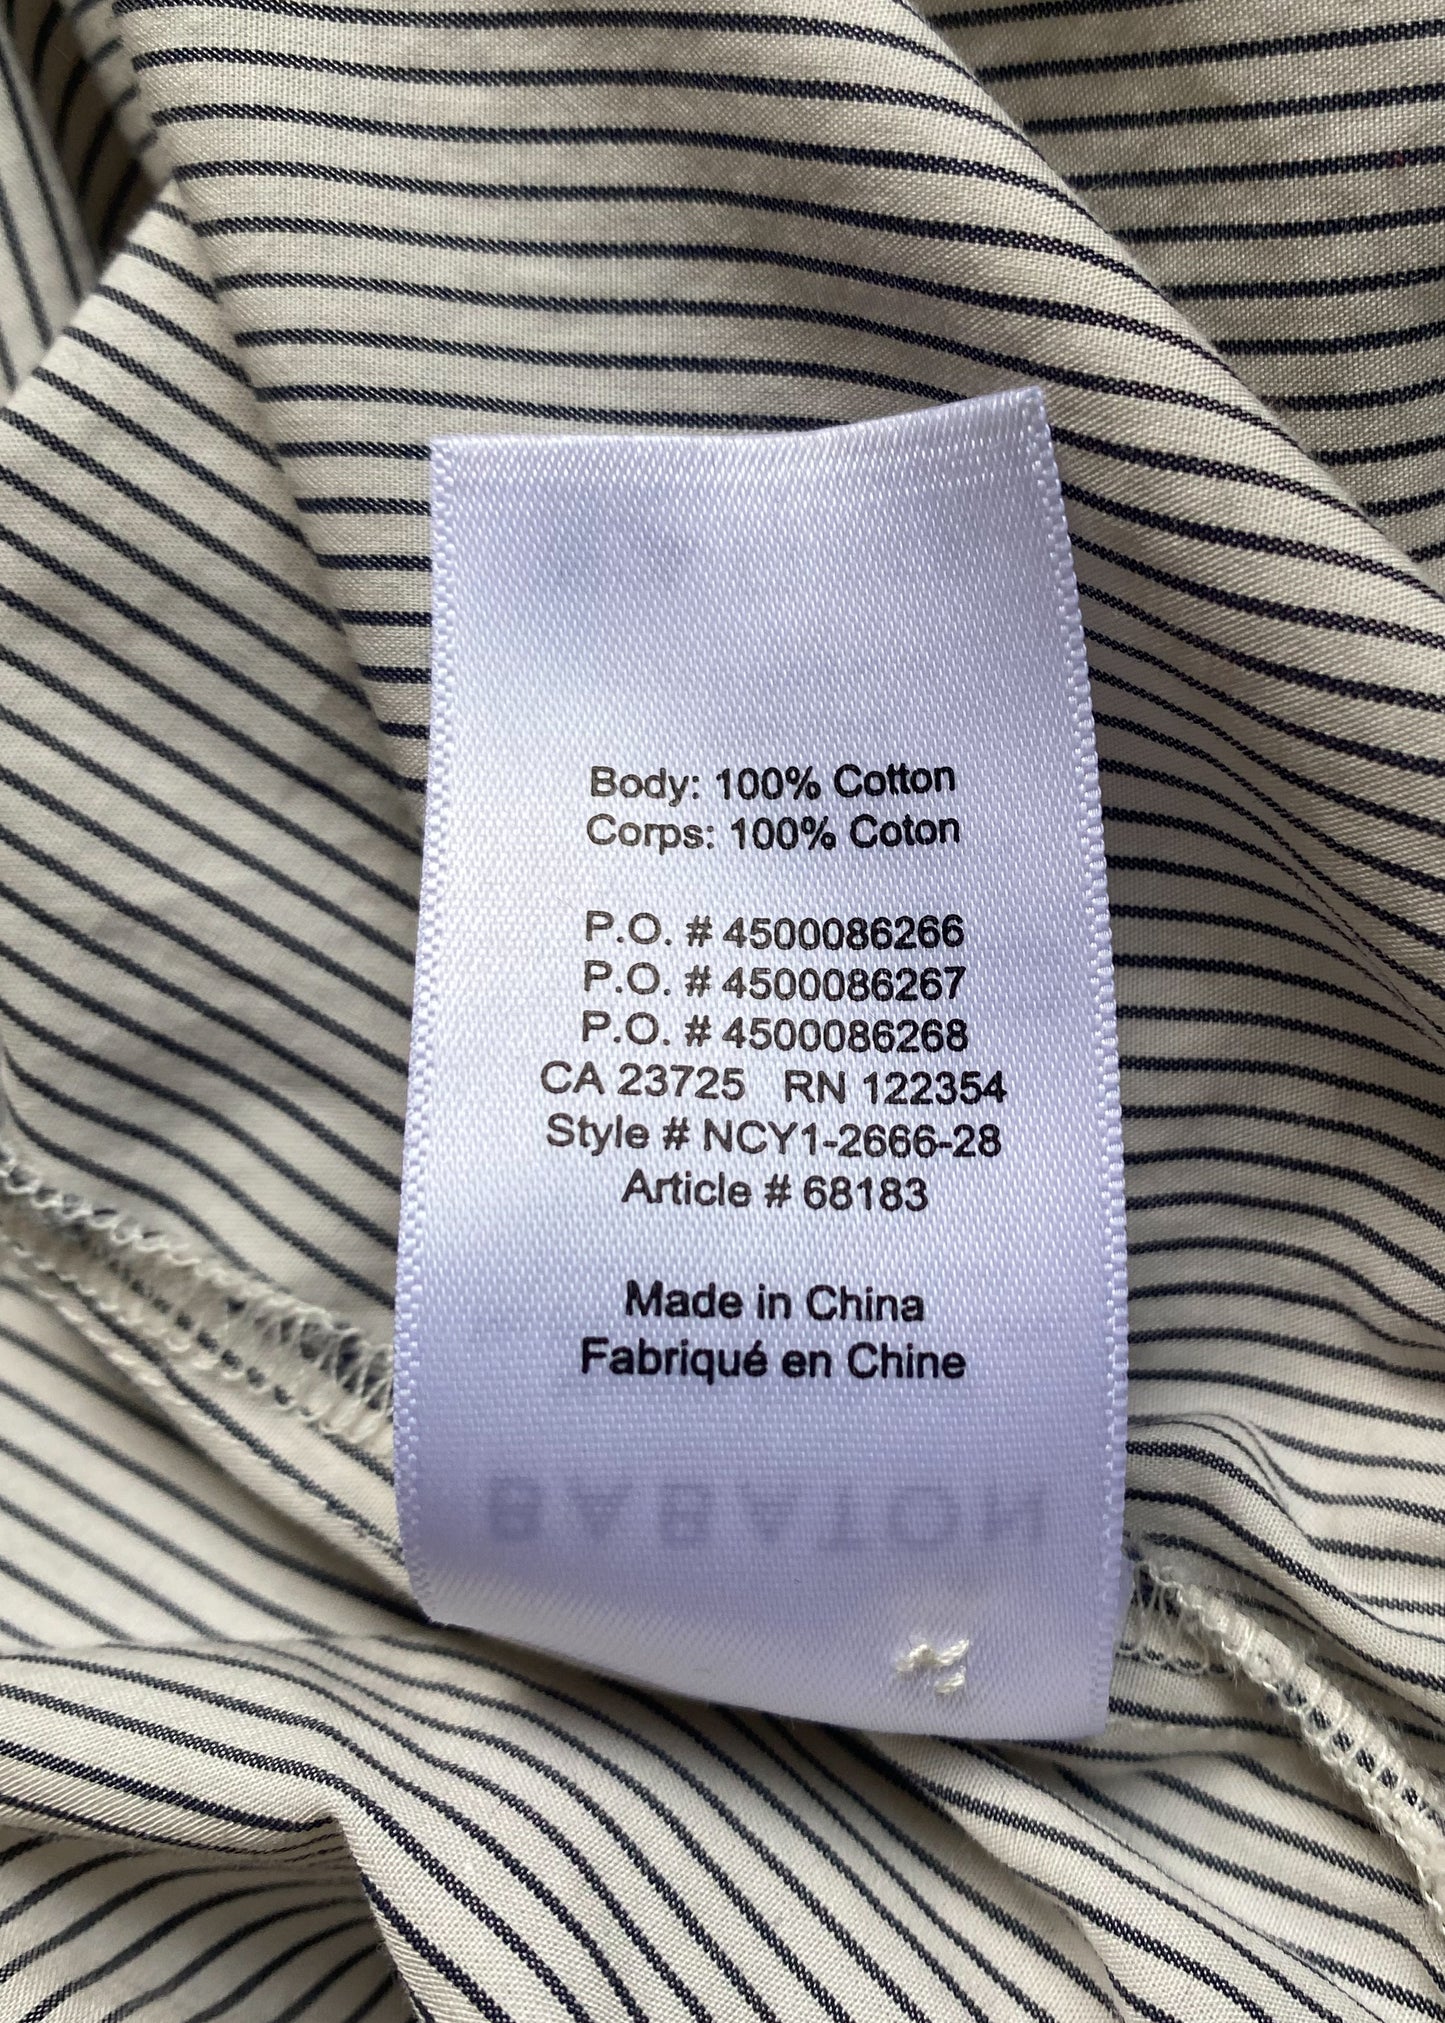 Body: 100% Cotton
Corps: 100% Coton
P.O. # 4500086266
P.O. # 4500086267
P.O. # 4500086268
CA 23725 RN 122354
Style # NCY1-2666-28
Article # 68183
Made in China
Fabriqué en Chine